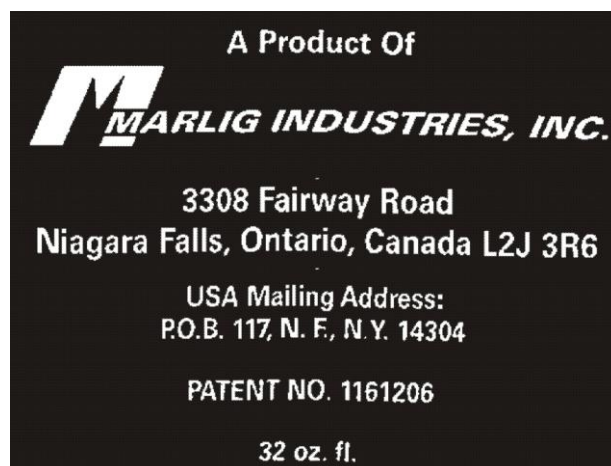 A Product Of
MARLIG INDUSTRIES, INC.
3308 Fairway Road
Niagara Falls, Ontario, Canada L2J 3R6
USA Mailing Address:
P.O.B. 117, N. F., N.Y. 14304
PATENT NO. 1161206
32 oz. fl.